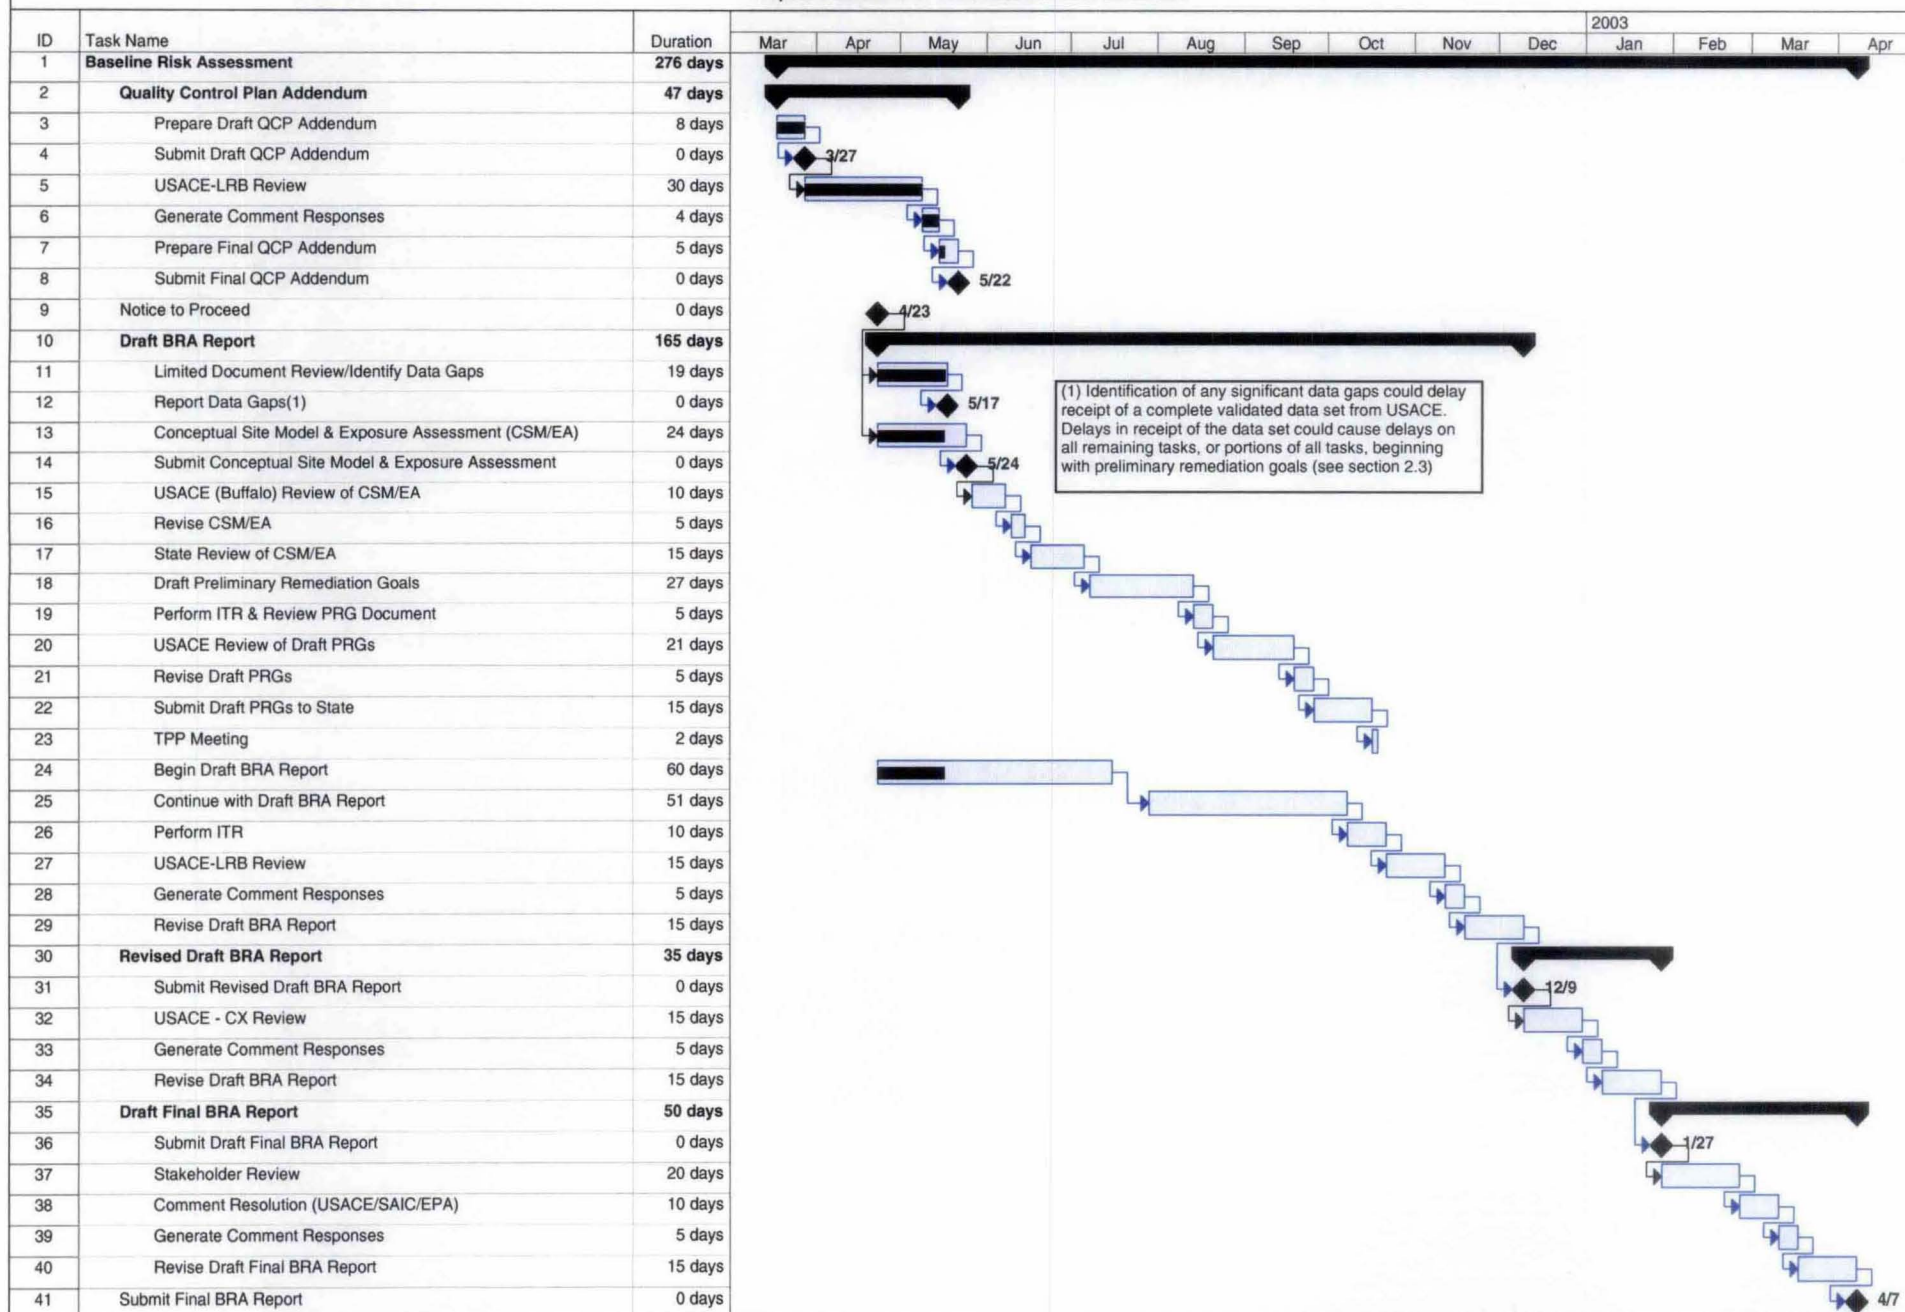 2003
ID Task Name Duration Mar Apr May Jun Jul Aug Sep Oct Nov Dec Jan Feb Mar Apr
1 Baseline Risk Assessment 276 days
2 Quality Control Plan Addendum 47 days
3 Prepare Draft QCP Addendum 8 days
4 Submit Draft QCP Addendum 0 days 3/27
5 USACE-LRB Review 30 days
6 Generate Comment Responses 4 days
7 Prepare Final QCP Addendum 5 days
8 Submit Final QCP Addendum 0 days 5/22
9 Notice to Proceed 0 days 4/23
10 Draft BRA Report 165 days
11 Limited Document Review/Identify Data Gaps 19 days
12 Report Data Gaps(1) 0 days 5/17
13 Conceptual Site Model & Exposure Assessment (CSM/EA) 24 days
14 Submit Conceptual Site Model & Exposure Assessment 0 days 5/24
(1) Identification of any significant data gaps could delay
receipt of a complete validated data set from USACE.
Delays in receipt of the data set could cause delays on
all remaining tasks, or portions of all tasks, beginning
with preliminary remediation goals (see section 2.3)
15 USACE (Buffalo) Review of CSM/EA 10 days
16 Revise CSM/EA 5 days
17 State Review of CSM/EA 15 days
18 Draft Preliminary Remediation Goals 27 days
19 Perform ITR & Review PRG Document 5 days
20 USACE Review of Draft PRGs 21 days
21 Revise Draft PRGs 5 days
22 Submit Draft PRGs to State 15 days
23 TPP Meeting 2 days
24 Begin Draft BRA Report 60 days
25 Continue with Draft BRA Report 51 days
26 Perform ITR 10 days
27 USACE-LRB Review 15 days
28 Generate Comment Responses 5 days
29 Revise Draft BRA Report 15 days
30 Revised Draft BRA Report 35 days
31 Submit Revised Draft BRA Report 0 days 12/9
32 USACE - CX Review 15 days
33 Generate Comment Responses 5 days
34 Revise Draft BRA Report 15 days
35 Draft Final BRA Report 50 days
36 Submit Draft Final BRA Report 0 days 1/27
37 Stakeholder Review 20 days
38 Comment Resolution (USACE/SAIC/EPA) 10 days
39 Generate Comment Responses 5 days
40 Revise Draft Final BRA Report 15 days
41 Submit Final BRA Report 0 days 4/7